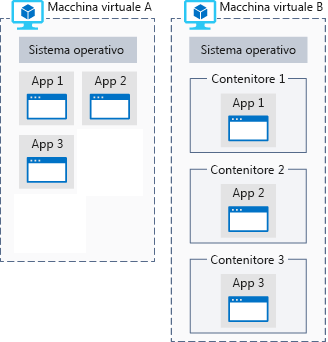 Macchina virtuale A
Sistema operativo
App 1
App 2
App 3
Macchina virtuale B
Sistema operativo
Contenitore 1
App 1
Contenitore 2
App 2
Contenitore 3
App 3